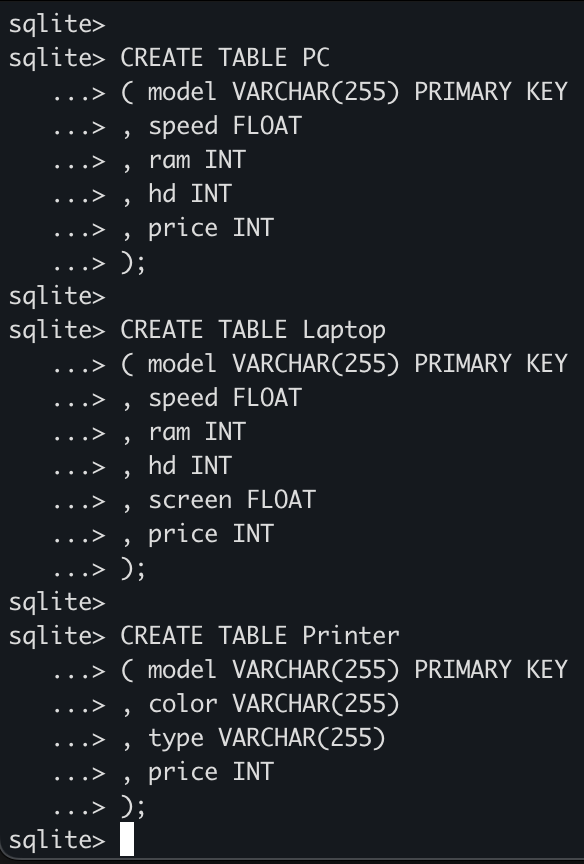 sqlite>
sqlite> CREATE TABLE PC
   ...> ( model VARCHAR(255) PRIMARY KEY
   ...> , speed FLOAT
   ...> , ram INT
   ...> , hd INT
   ...> , price INT
   ...> );
sqlite>
sqlite> CREATE TABLE Laptop
   ...> ( model VARCHAR(255) PRIMARY KEY
   ...> , speed FLOAT
   ...> , ram INT
   ...> , hd INT
   ...> , screen FLOAT
   ...> , price INT
   ...> );
sqlite>
sqlite> CREATE TABLE Printer
   ...> ( model VARCHAR(255) PRIMARY KEY
   ...> , color VARCHAR(255)
   ...> , type VARCHAR(255)
   ...> , price INT
   ...> );
sqlite>